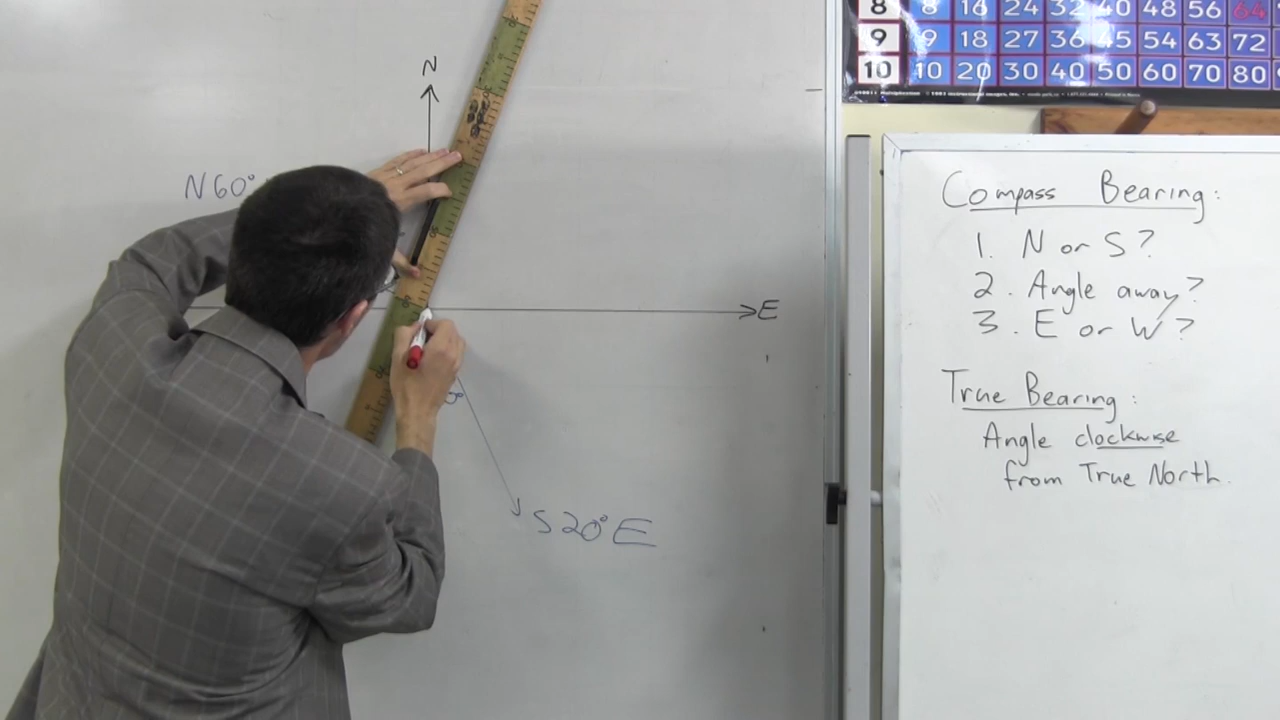 8 8 16 24 32 40 48 56 64
9 9 18 27 36 45 54 63 72
10 10 20 30 40 50 60 70 80
N
N60°
E
S20°E
Compass Bearing:
1. N or S?
2. Angle away?
3. E or W?
True Bearing:
Angle clockwise
from True North.